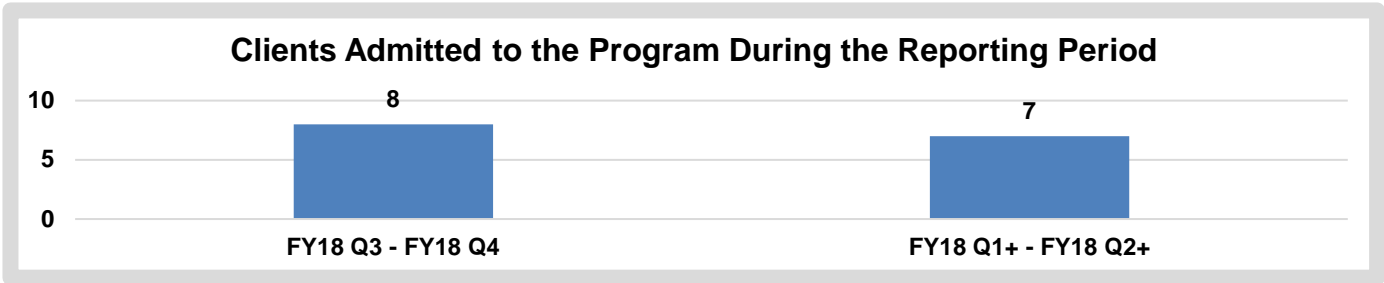 Clients Admitted to the Program During the Reporting Period
10
5
0
8
7
FY18 Q3 - FY18 Q4
FY18 Q1+ - FY18 Q2+